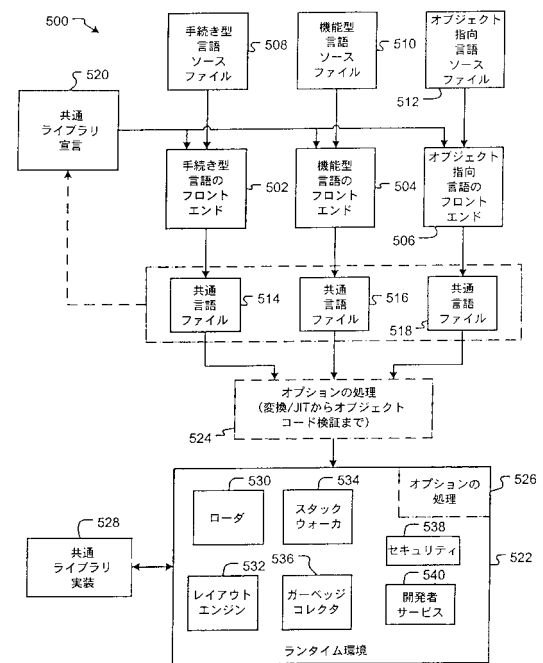 500
手続き型
言語
ソース
ファイル
508
機能型
言語
ソース
ファイル
510
オブジェクト
指向
言語
ソース
ファイル
512
520
共通
ライブラリ
宣言
手続き型
言語の
フロント
エンド
502
機能型
言語の
フロント
エンド
504
オブジェクト
指向
言語の
フロント
エンド
506
共通
言語
ファイル
514
共通
言語
ファイル
516
共通
言語
ファイル
518
オプションの処理
(変換/JITからオブジェクト
コード検証まで)
524
530
ローダ
534
スタック
ウォーカ
オプションの
処理
526
528
共通
ライブラリ
実装
538
セキュリティ
522
532
レイアウト
エンジン
536
ガーベッジ
コレクタ
540
開発者
サービス
ランタイム環境